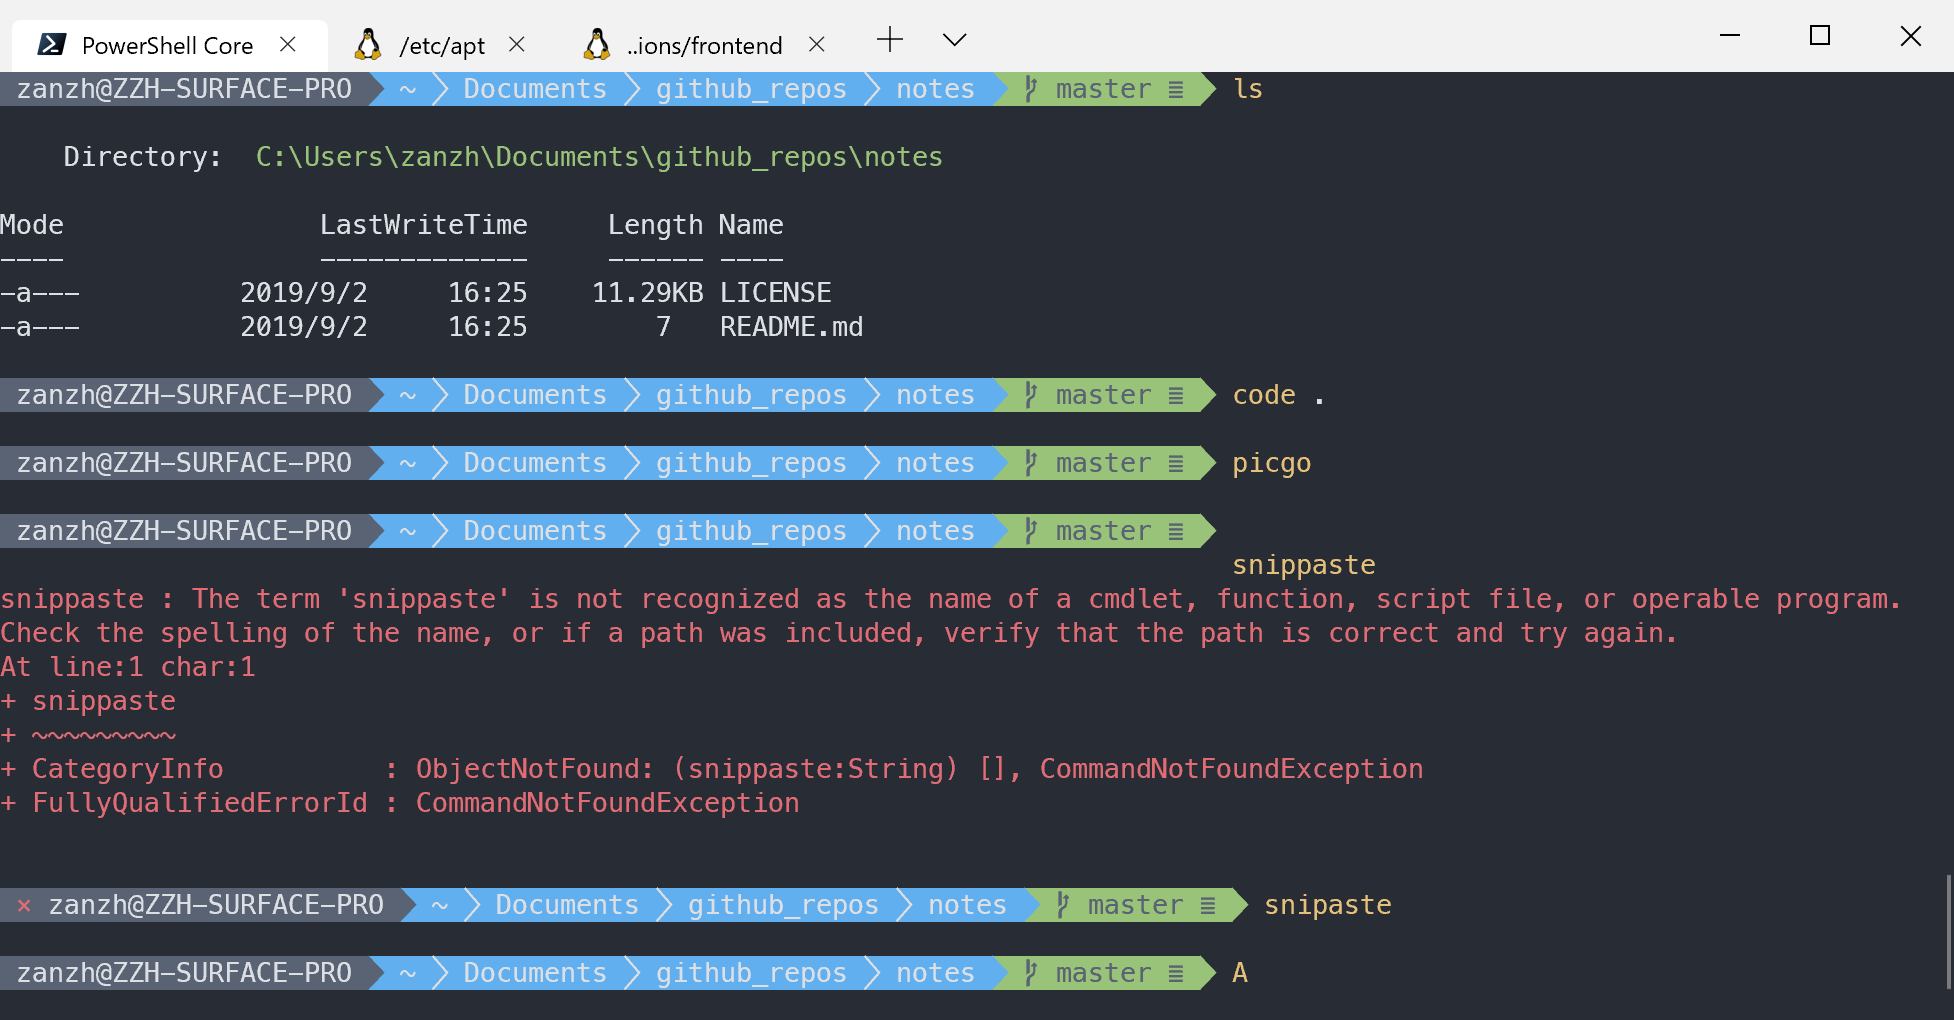 PowerShell Core /etc/apt ..ions/frontend
zanzh@ZZH-SURFACE-PRO ~ Documents github_repos notes master ≡ ls
Directory: C:\Users\zanzh\Documents\github_repos\notes
Mode LastWriteTime Length Name
---- ------------- ------ ----
-a--- 2019/9/2 16:25 11.29KB LICENSE
-a--- 2019/9/2 16:25 7 README.md
zanzh@ZZH-SURFACE-PRO ~ Documents github_repos notes master ≡ code .
zanzh@ZZH-SURFACE-PRO ~ Documents github_repos notes master ≡ picgo
zanzh@ZZH-SURFACE-PRO ~ Documents github_repos notes master ≡
snippaste
snippaste : The term 'snippaste' is not recognized as the name of a cmdlet, function, script file, or operable program.
Check the spelling of the name, or if a path was included, verify that the path is correct and try again.
At line:1 char:1
+ snippaste
+ ~~~~~~~~~
+ CategoryInfo : ObjectNotFound: (snippaste:String) [], CommandNotFoundException
+ FullyQualifiedErrorId : CommandNotFoundException
× zanzh@ZZH-SURFACE-PRO ~ Documents github_repos notes master ≡ snipaste
zanzh@ZZH-SURFACE-PRO ~ Documents github_repos notes master ≡ A